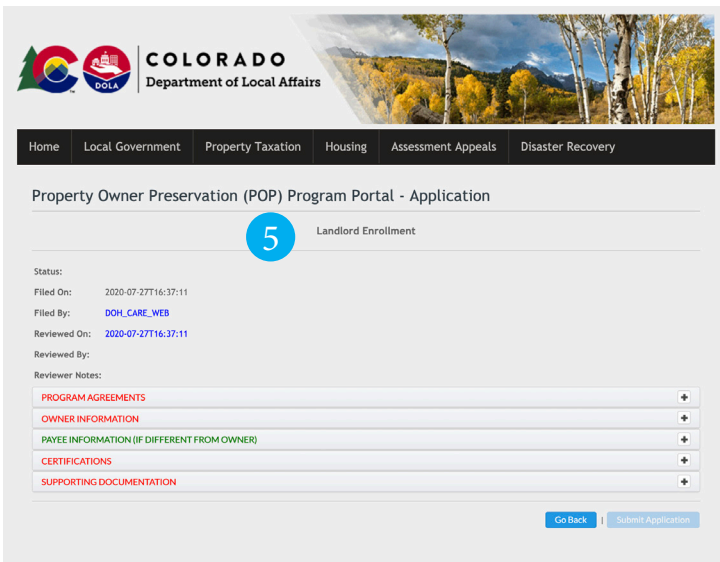 COLORADO
Department of Local Affairs
DOLA
Home Local Government Property Taxation Housing Assessment Appeals Disaster Recovery
Property Owner Preservation (POP) Program Portal - Application
5 Landlord Enrollment
Status:
Filed On: 2020-07-27T16:37:11
Filed By: DOH_CARE_WEB
Reviewed On: 2020-07-27T16:37:11
Reviewed By:
Reviewer Notes:
PROGRAM AGREEMENTS +
OWNER INFORMATION +
PAYEE INFORMATION (IF DIFFERENT FROM OWNER) +
CERTIFICATIONS +
SUPPORTING DOCUMENTATION +
Go Back | Submit Application